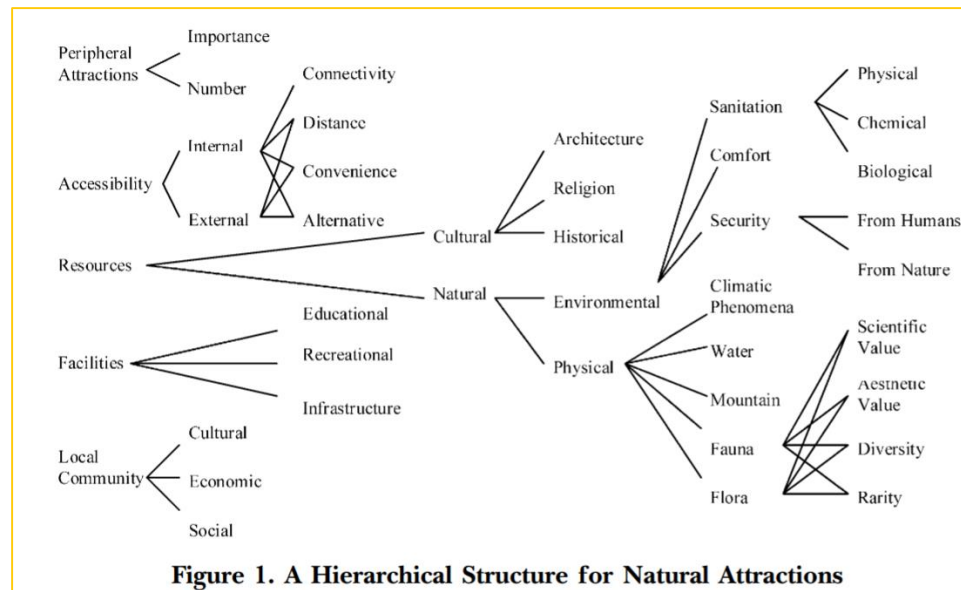 Peripheral
Attractions
Importance
Number
Accessibility
Internal
External
Connectivity
Distance
Convenience
Alternative
Resources
Cultural
Natural
Architecture
Religion
Historical
Environmental
Physical
Sanitation
Comfort
Security
Physical
Chemical
Biological
From Humans
From Nature
Climatic
Phenomena
Water
Mountain
Fauna
Flora
Scientific
Value
Aesthetic
Value
Diversity
Rarity
Facilities
Educational
Recreational
Infrastructure
Local
Community
Cultural
Economic
Social
Figure 1. A Hierarchical Structure for Natural Attractions